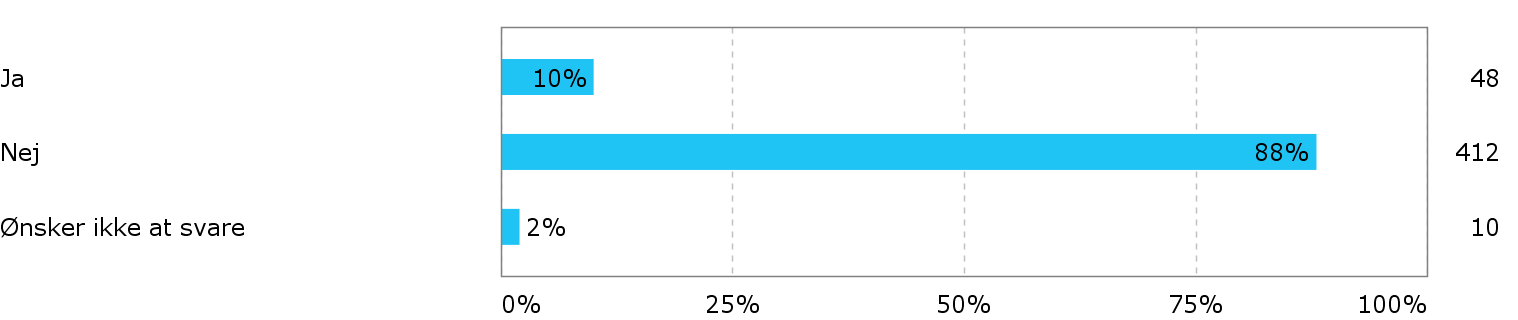 Ja 10% 48
Nej 88% 412
Ønsker ikke at svare 2% 10
0% 25% 50% 75% 100%